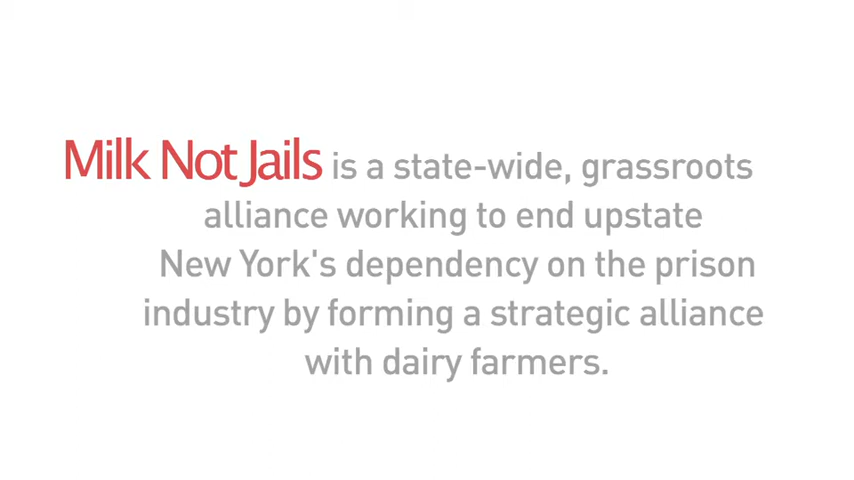 Milk Not Jails is a state-wide, grassroots
alliance working to end upstate
New York's dependency on the prison
industry by forming a strategic alliance
with dairy farmers.